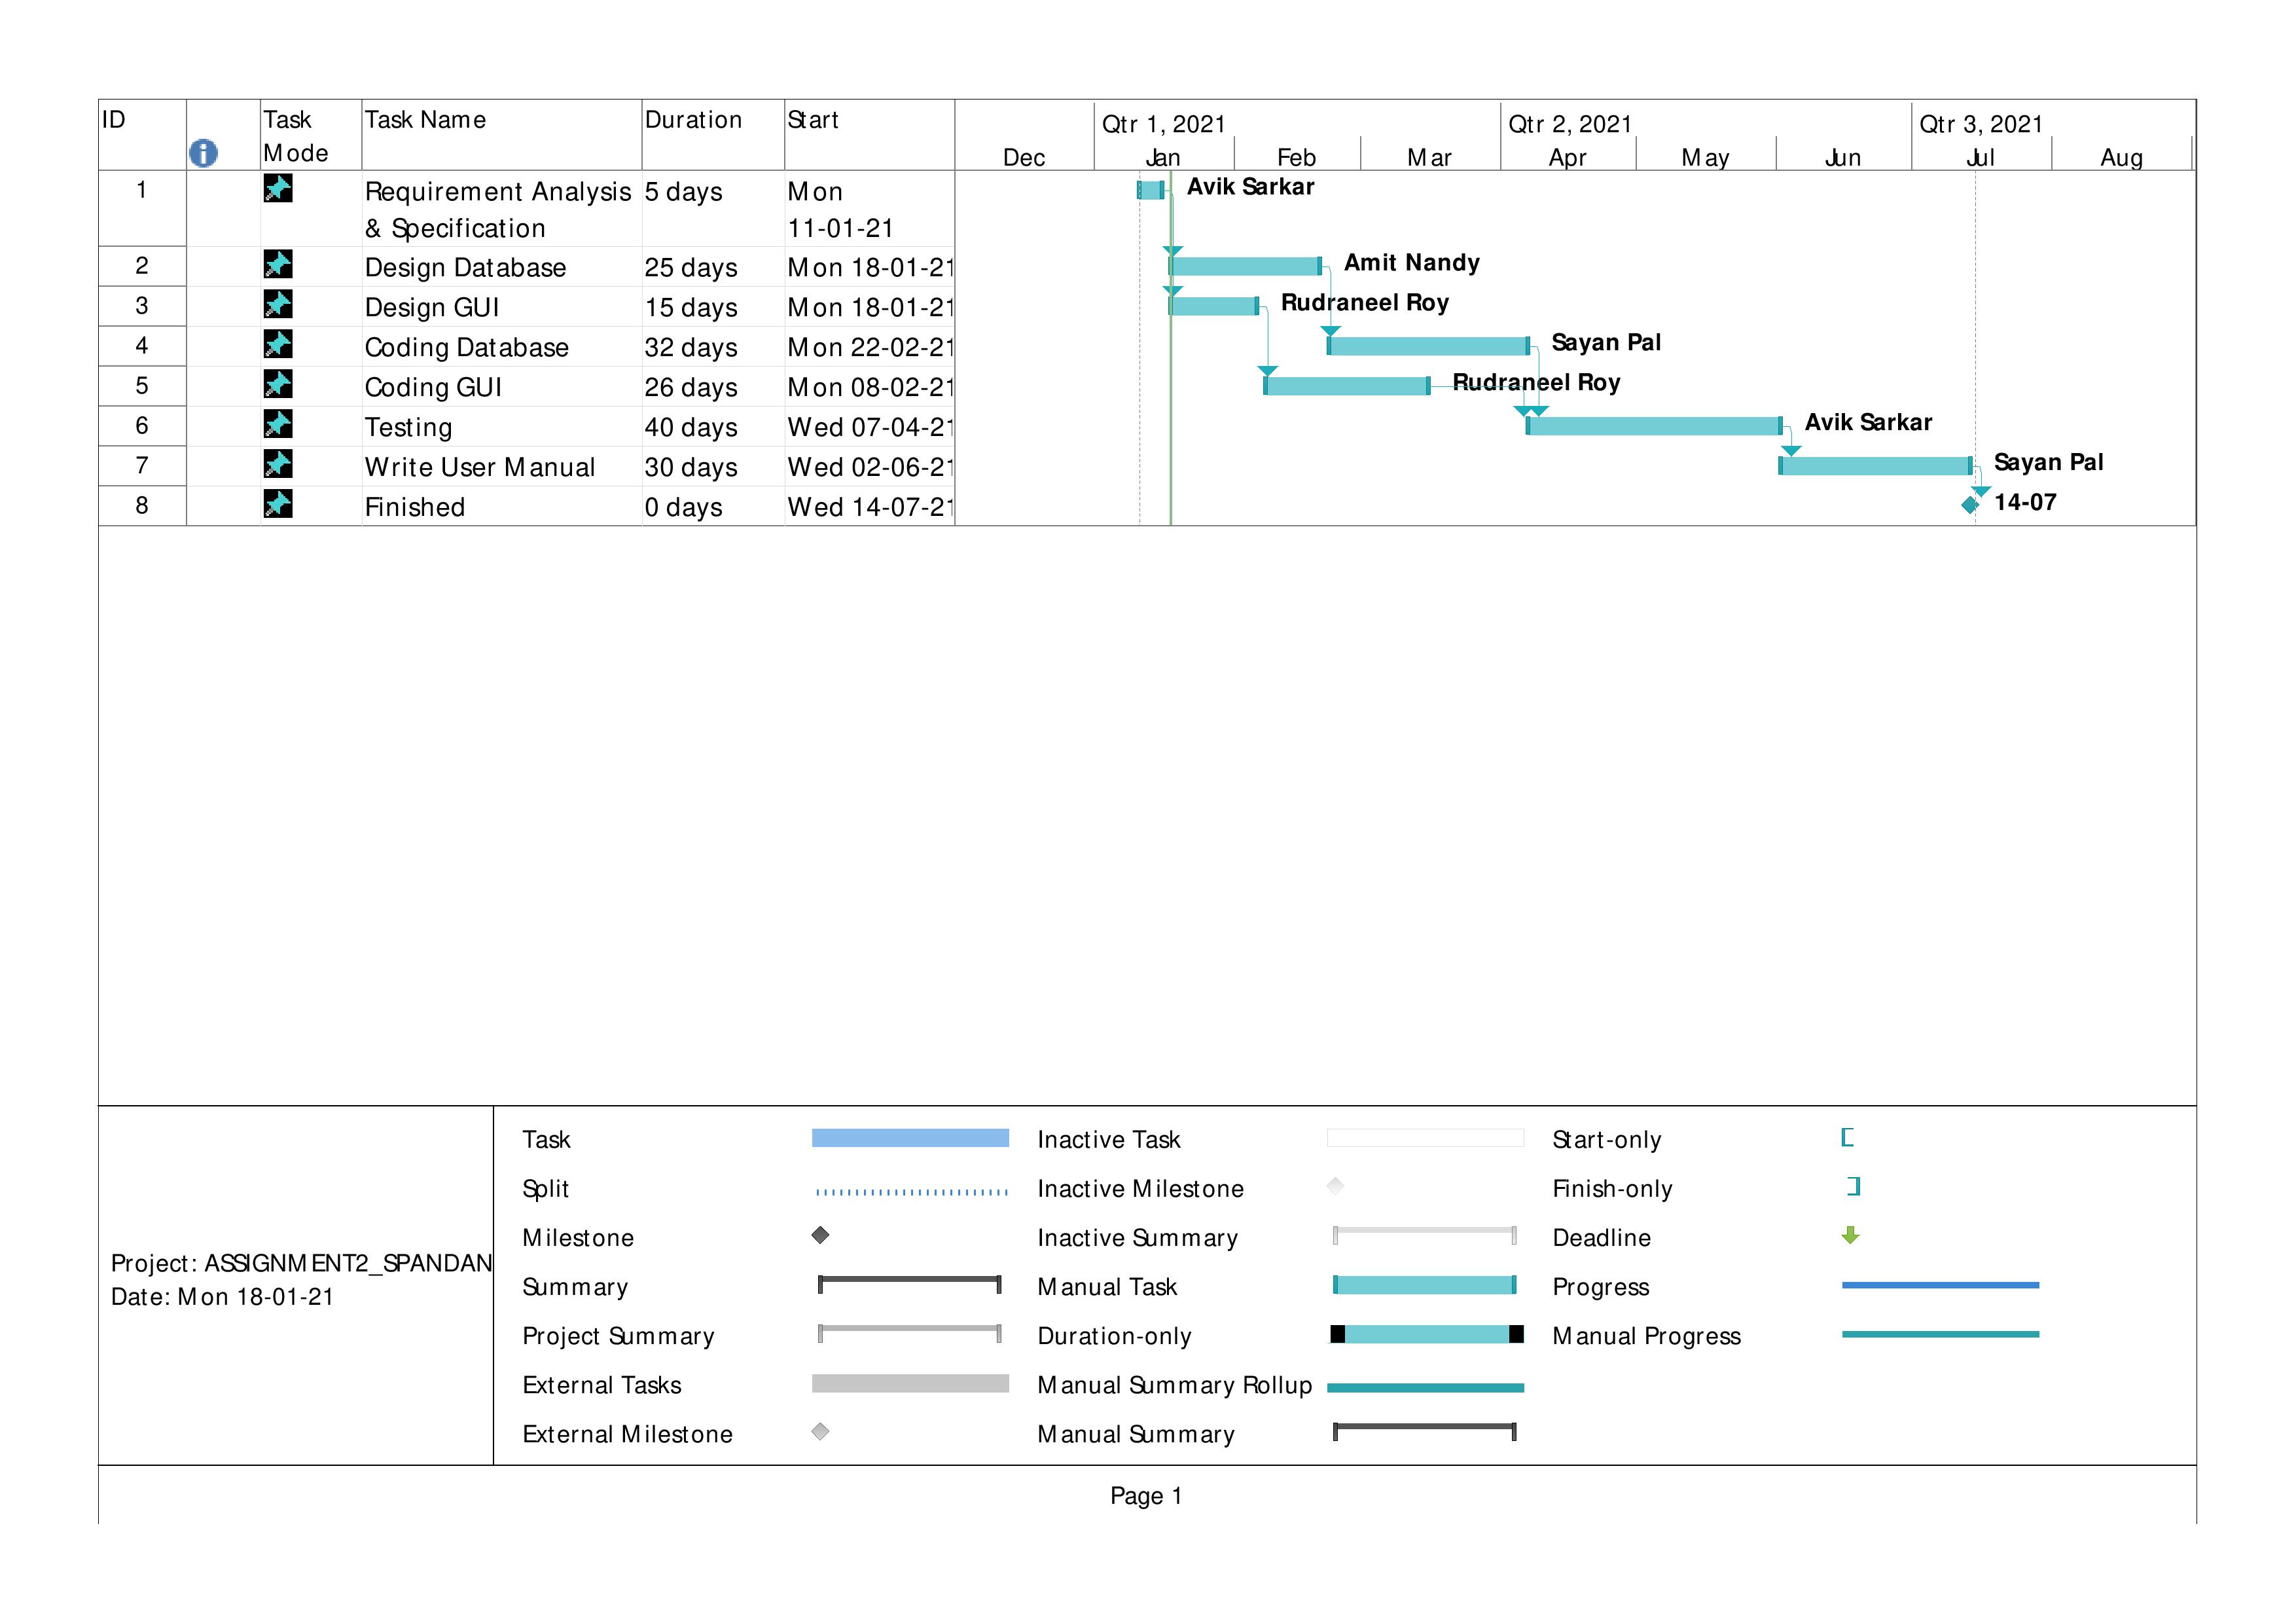 ID Task Mode Task Name Duration Start
Qtr 1, 2021 Qtr 2, 2021 Qtr 3, 2021
Dec Jan Feb Mar Apr May Jun Jul Aug
1 Requirement Analysis & Specification 5 days Mon 11-01-21 Avik Sarkar
2 Design Database 25 days Mon 18-01-21 Amit Nandy
3 Design GUI 15 days Mon 18-01-21 Rudraneel Roy
4 Coding Database 32 days Mon 22-02-21 Sayan Pal
5 Coding GUI 26 days Mon 08-02-21 Rudraneel Roy
6 Testing 40 days Wed 07-04-21 Avik Sarkar
7 Write User Manual 30 days Wed 02-06-21 Sayan Pal
8 Finished 0 days Wed 14-07-21 14-07
Project: ASSIGNMENT2_SPANDAN
Date: Mon 18-01-21
Task Inactive Task Start-only
Split Inactive Milestone Finish-only
Milestone Inactive Summary Deadline
Summary Manual Task Progress
Project Summary Duration-only Manual Progress
External Tasks Manual Summary Rollup
External Milestone Manual Summary
Page 1